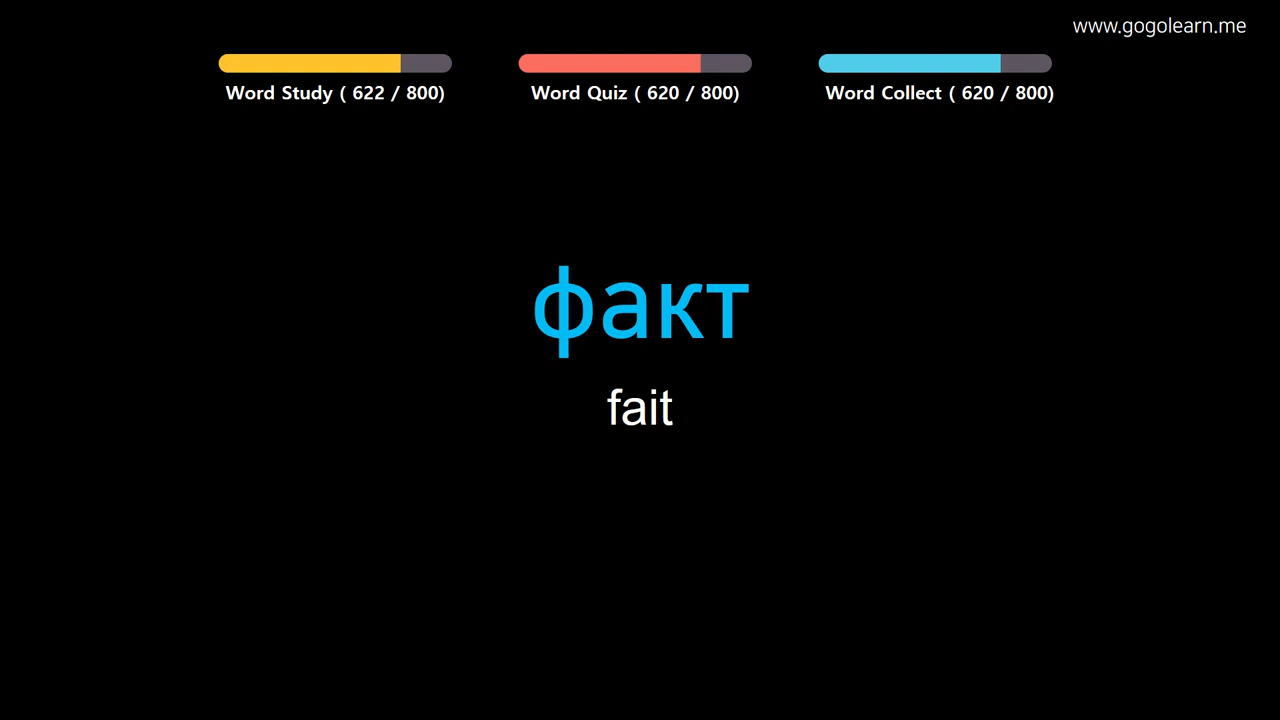 www.gogolearn.me
Word Study ( 622 / 800)
Word Quiz ( 620 / 800)
Word Collect ( 620 / 800)
факт
fait